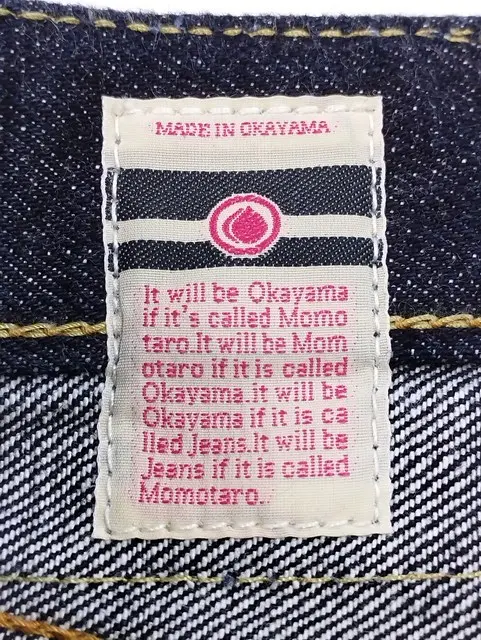 MADE IN OKAYAMA
It will be Okayama
if it's called Momo
taro.It will be Mom
otaro if it is called
Okayama.it will be
Okayama if it is ca
lled Jeans.It will be
Jeans if it is called
Momotaro.